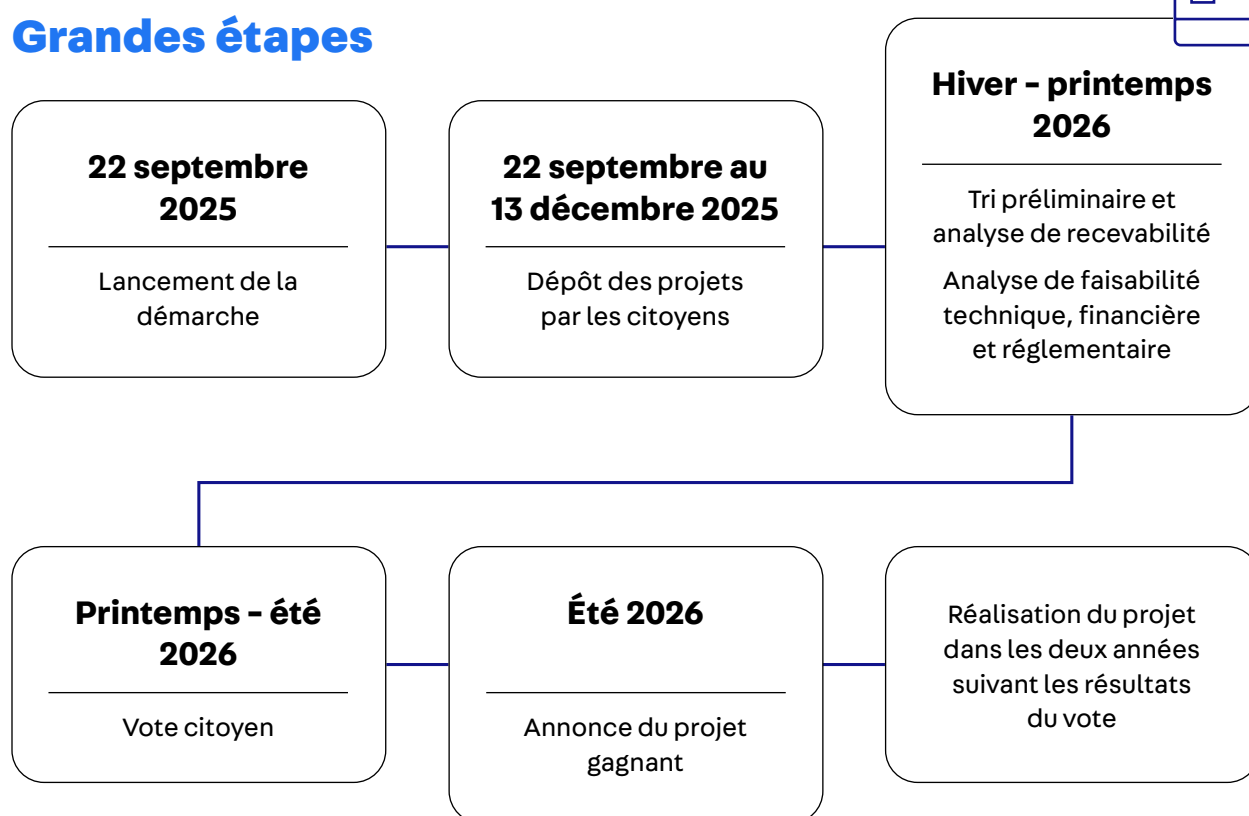 Grandes étapes
22 septembre
2025
Lancement de la
démarche
22 septembre au
13 décembre 2025
Dépôt des projets
par les citoyens
Hiver – printemps
2026
Tri préliminaire et
analyse de recevabilité
Analyse de faisabilité
technique, financière
et réglementaire
Printemps – été
2026
Vote citoyen
Été 2026
Annonce du projet
gagnant
Réalisation du projet
dans les deux années
suivant les résultats
du vote